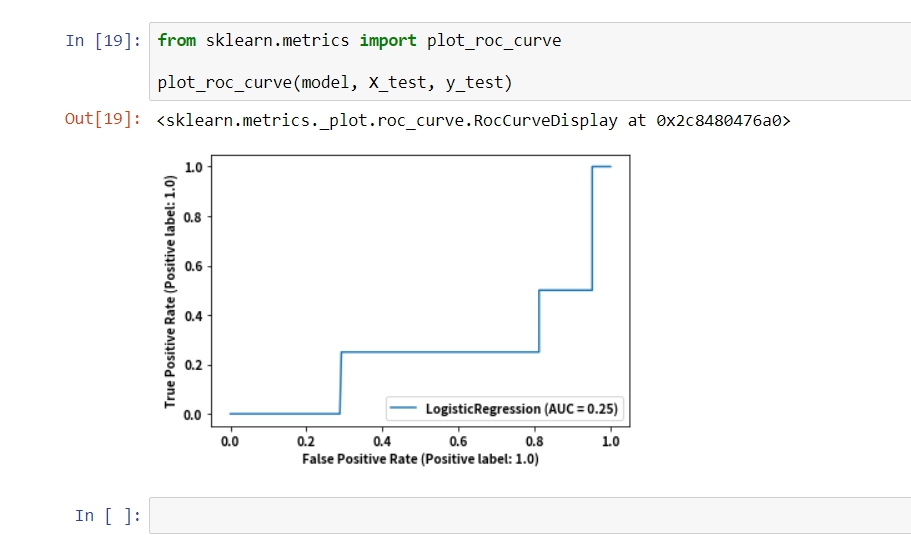 In [19]: from sklearn.metrics import plot_roc_curve
plot_roc_curve(model, X_test, y_test)
Out[19]: <sklearn.metrics._plot.roc_curve.RocCurveDisplay at 0x2c8480476a0>
True Positive Rate (Positive label: 1.0)
1.0
0.8
0.6
0.4
0.2
0.0
LogisticRegression (AUC = 0.25)
0.0 0.2 0.4 0.6 0.8 1.0
False Positive Rate (Positive label: 1.0)
In [ ]: